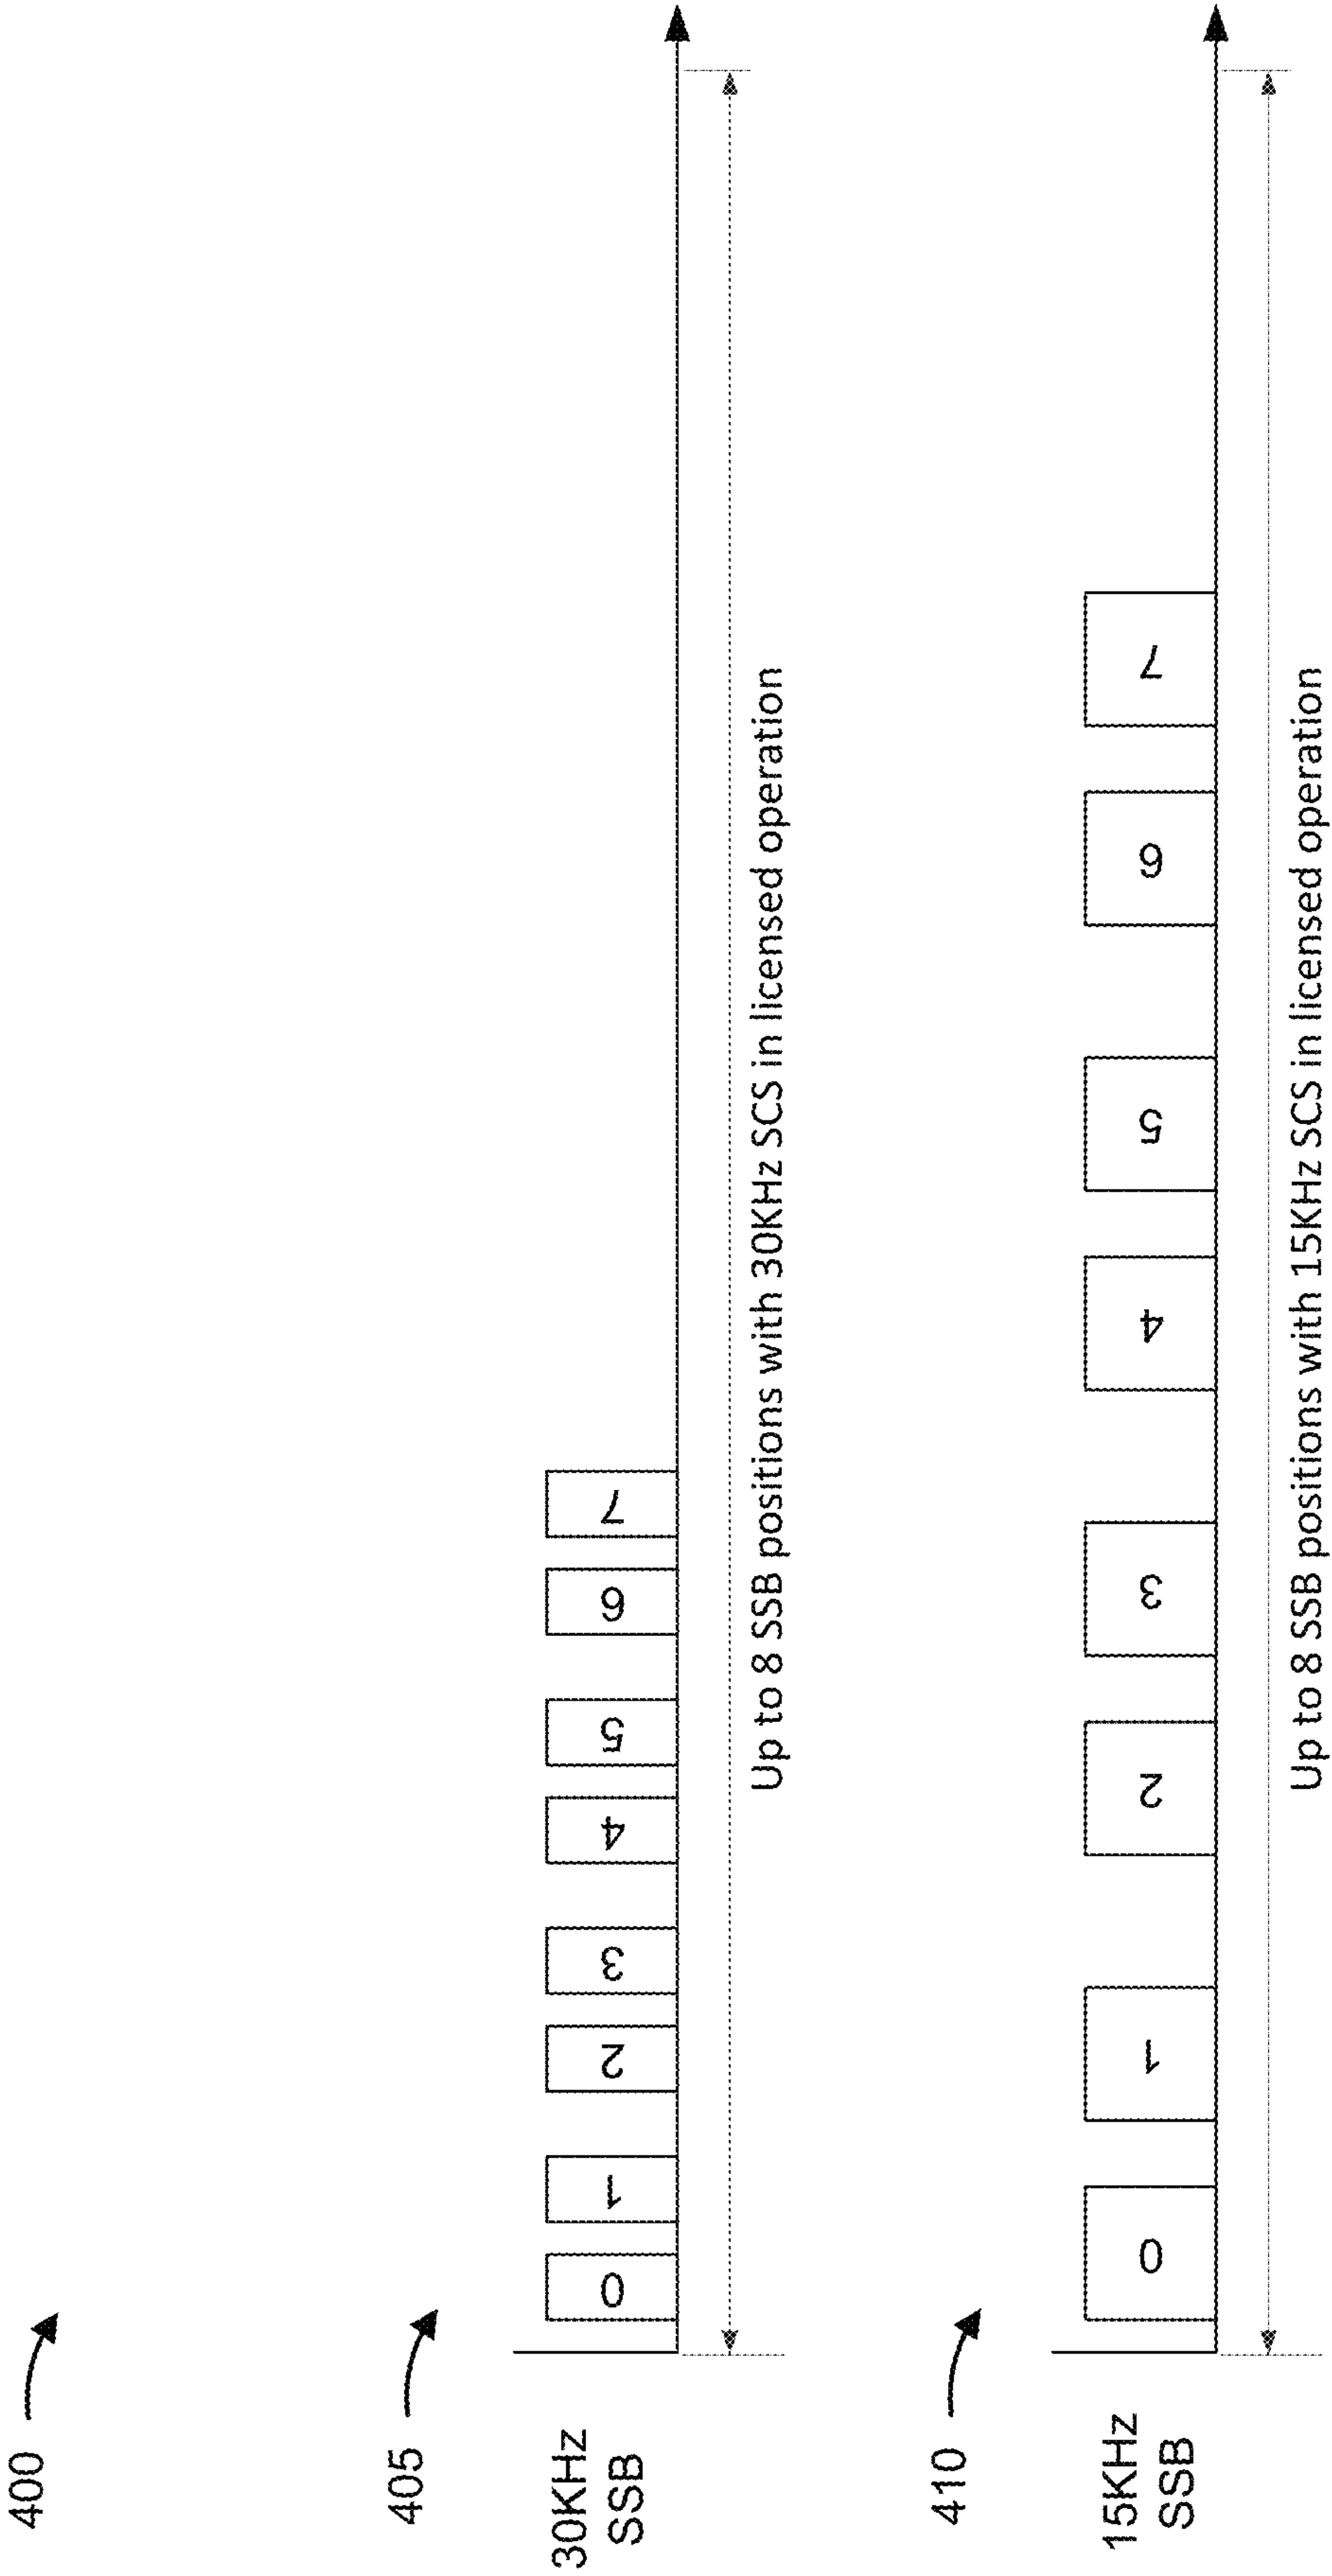 400
405
30KHz
SSB
0 1 2 3 4 5 6 7
Up to 8 SSB positions with 30KHz SCS in licensed operation
410
15KHz
SSB
0 1 2 3 4 5 6 7
Up to 8 SSB positions with 15KHz SCS in licensed operation